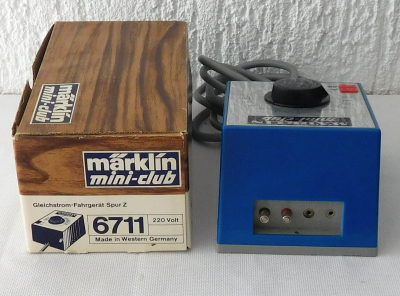 märklin
mini-club
märklin
mini-club
Gleichstrom-Fahrgerät Spur Z
6711
220 Volt
Made in Western Germany